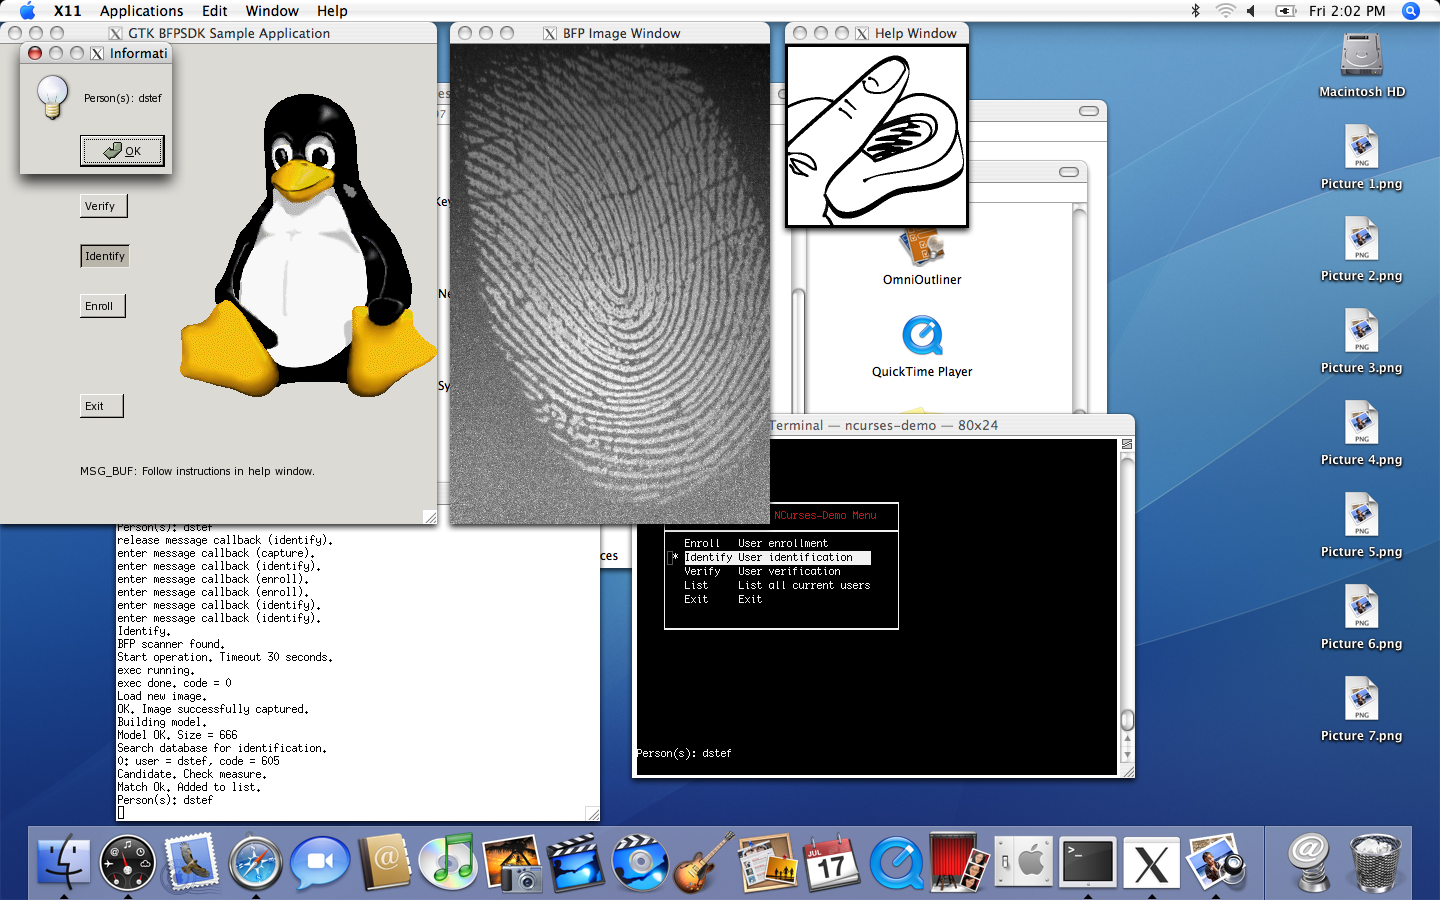 X11 Applications Edit Window Help
Fri 2:02 PM
GTK BFPSDK Sample Application
Informati
Person(s): dstef
OK
Verify
Identify
Enroll
Exit
MSG_BUF: Follow instructions in help window.
BFP Image Window
Help Window
OmniOutliner
QuickTime Player
Macintosh HD
PNG
Picture 1.png
PNG
Picture 2.png
PNG
Picture 3.png
PNG
Picture 4.png
PNG
Picture 5.png
PNG
Picture 6.png
PNG
Picture 7.png
Person(s): dstef
release message callback (identify).
enter message callback (capture).
enter message callback (identify).
enter message callback (enroll).
enter message callback (enroll).
enter message callback (identify).
enter message callback (identify).
Identify.
BFP scanner found.
Start operation. Timeout 30 seconds.
exec running.
exec done. code = 0
Load new image.
OK. Image successfully captured.
Building model.
Model OK. Size = 666
Search database for identification.
0: user = dstef, code = 605
Candidate. Check measure.
Match Ok. Added to list.
Person(s): dstef
Terminal — ncurses-demo — 80x24
NCurses-Demo Menu
Enroll User enrollment
* Identify User identification
Verify User verification
List List all current users
Exit Exit
Person(s): dstef
JUL
17